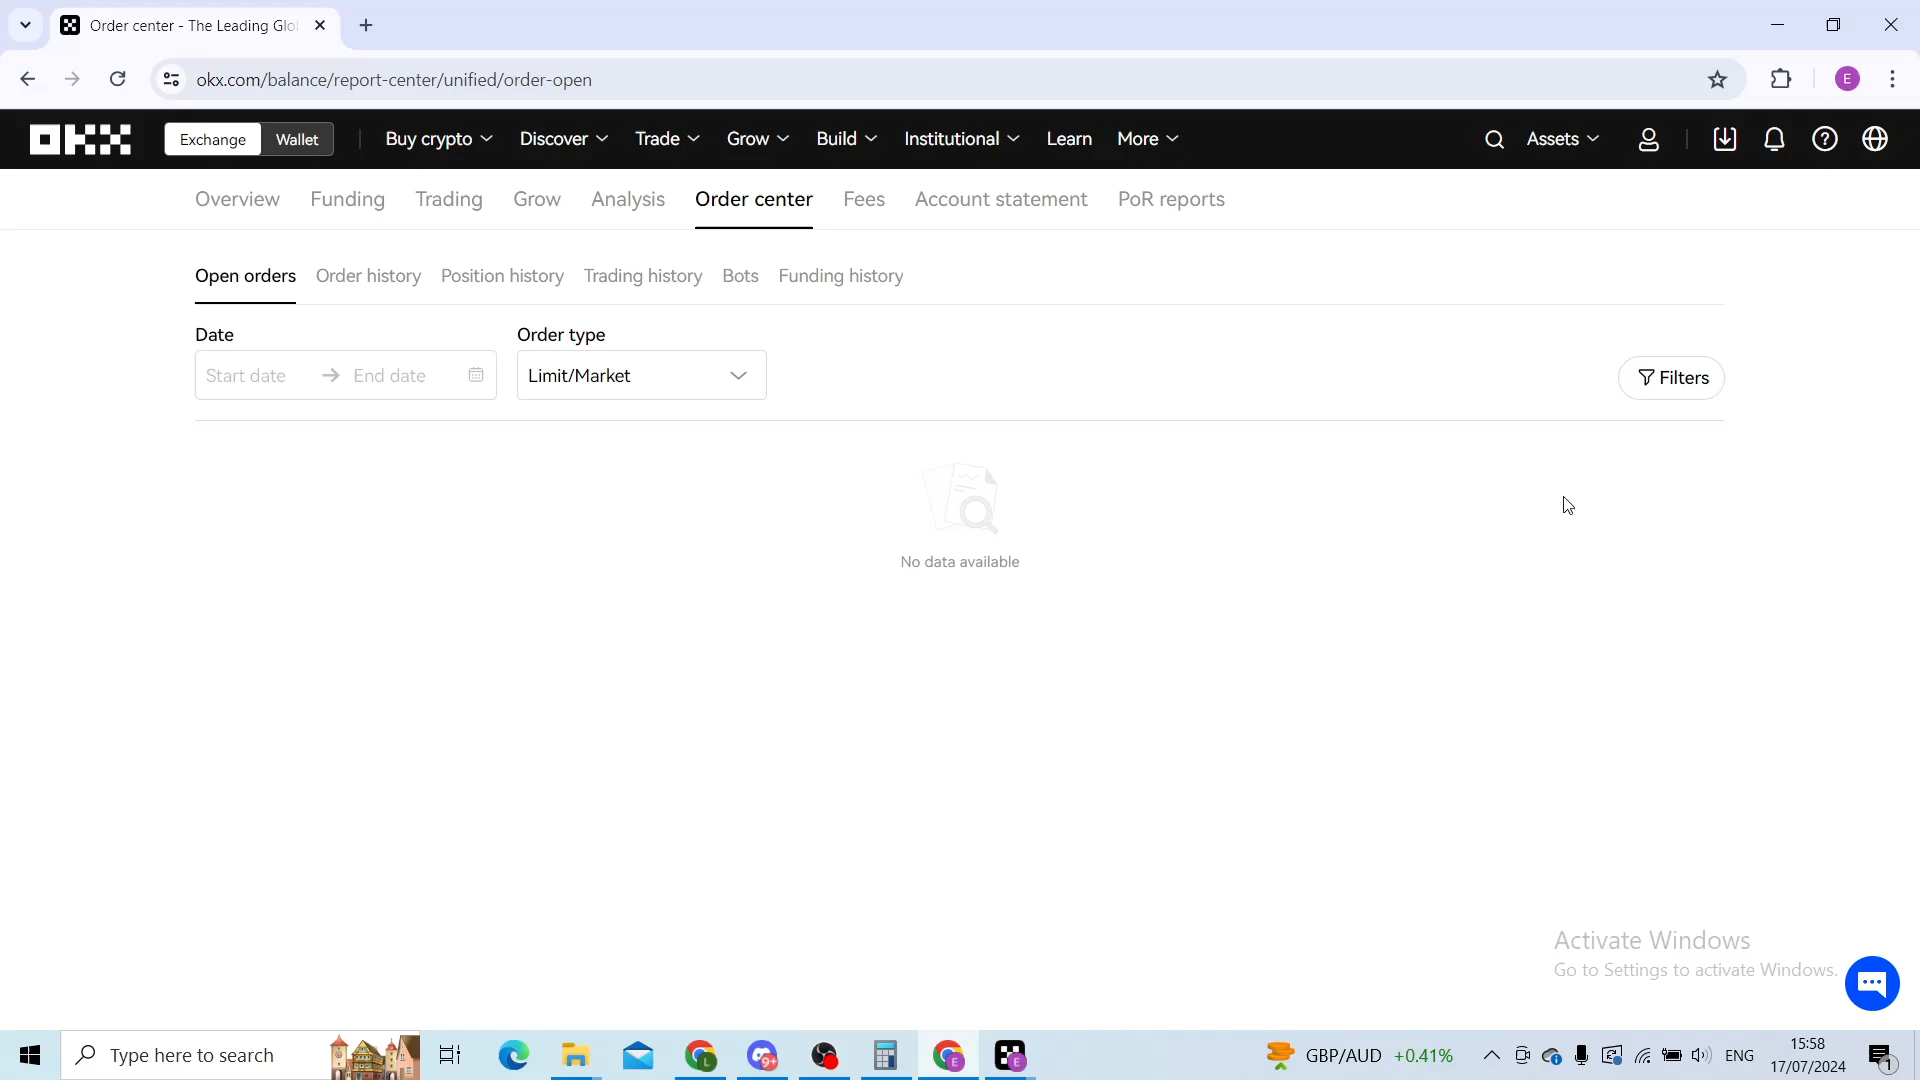 Order center - The Leading Glo
okx.com/balance/report-center/unified/order-open
E
OKX Exchange Wallet Buy crypto Discover Trade Grow Build Institutional Learn More Assets
Overview Funding Trading Grow Analysis Order center Fees Account statement PoR reports
Open orders Order history Position history Trading history Bots Funding history
Date Order type
Start date End date Limit/Market Filters
No data available
Activate Windows
Go to Settings to activate Windows.
Type here to search L 9+ E E GBP/AUD +0.41% ENG 15:58
17/07/2024 1